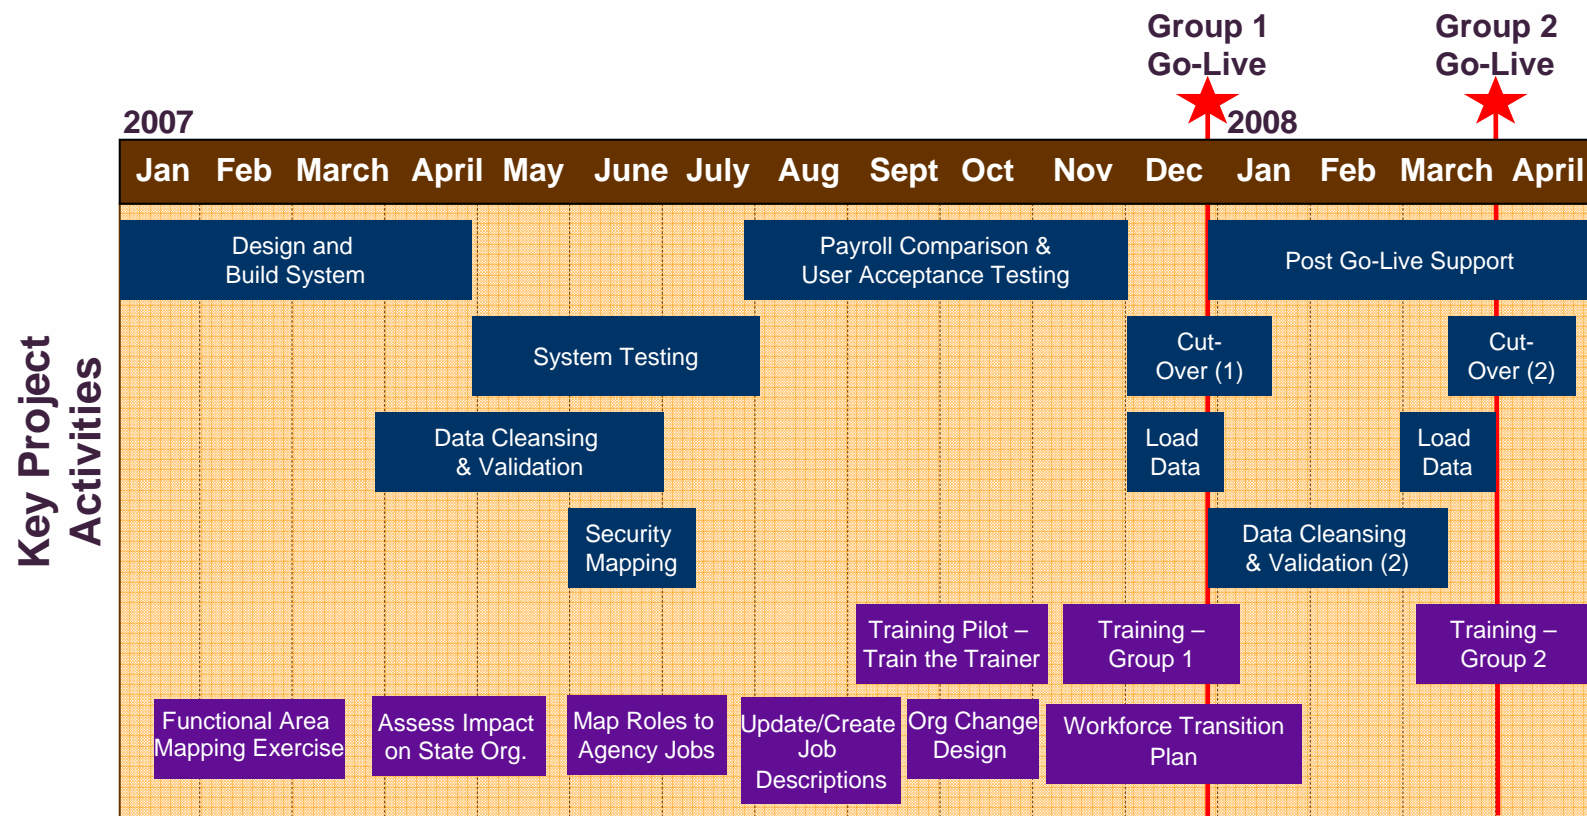 Group 1
Go-Live
Group 2
Go-Live
2007
2008
Jan Feb March April May June July Aug Sept Oct Nov Dec Jan Feb March April
Key Project
Activities
Design and
Build System
Payroll Comparison &
User Acceptance Testing
Post Go-Live Support
System Testing
Cut-
Over (1)
Cut-
Over (2)
Data Cleansing
& Validation
Load
Data
Load
Data
Security
Mapping
Data Cleansing
& Validation (2)
Training Pilot –
Train the Trainer
Training –
Group 1
Training –
Group 2
Functional Area
Mapping Exercise
Assess Impact
on State Org.
Map Roles to
Agency Jobs
Update/Create
Job
Descriptions
Org Change
Design
Workforce Transition
Plan